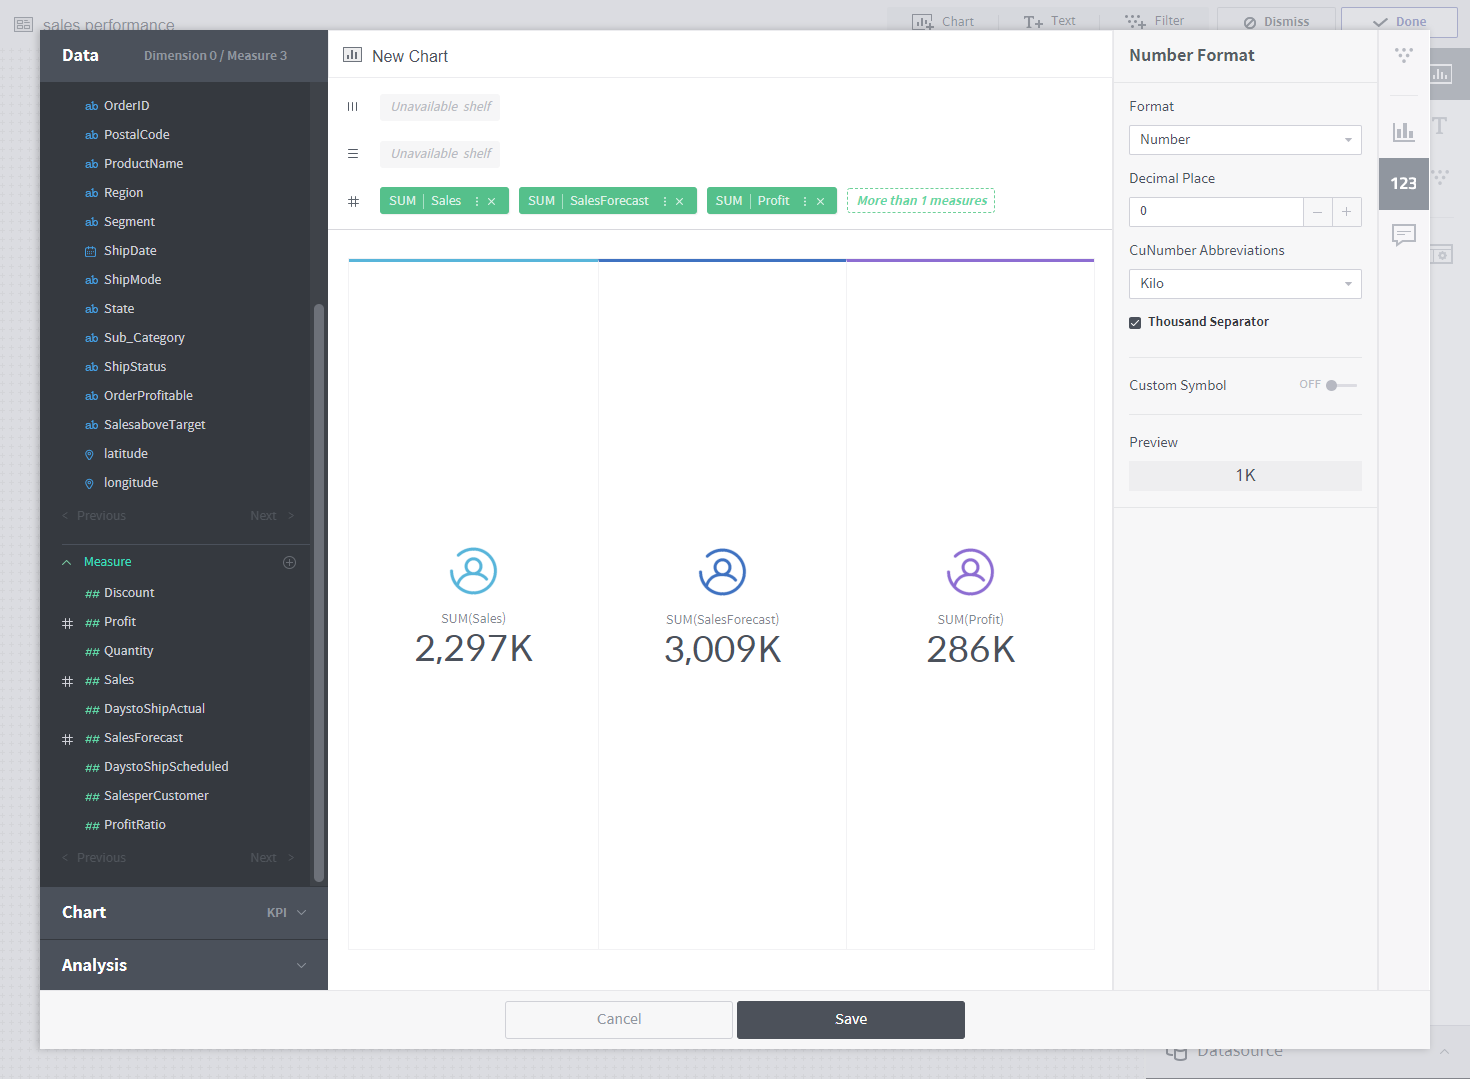 sales performance
Chart
Text
Filter
Dismiss
Done
Data
Dimension 0 / Measure 3
ab OrderID
ab PostalCode
ab ProductName
ab Region
ab Segment
ShipDate
ab ShipMode
ab State
ab Sub_Category
ab ShipStatus
ab OrderProfitable
ab SalesaboveTarget
latitude
longitude
< Previous
Next >
Measure
## Discount
# ## Profit
## Quantity
# ## Sales
## DaystoShipActual
# ## SalesForecast
## DaystoShipScheduled
## SalesperCustomer
## ProfitRatio
< Previous
Next >
Chart
KPI
Analysis
New Chart
Unavailable shelf
Unavailable shelf
# SUM | Sales
SUM | SalesForecast
SUM | Profit
More than 1 measures
SUM(Sales)
2,297K
SUM(SalesForecast)
3,009K
SUM(Profit)
286K
Number Format
Format
Number
Decimal Place
0
CuNumber Abbreviations
Kilo
Thousand Separator
Custom Symbol
OFF
Preview
1K
123
T
Cancel
Save
Datasource